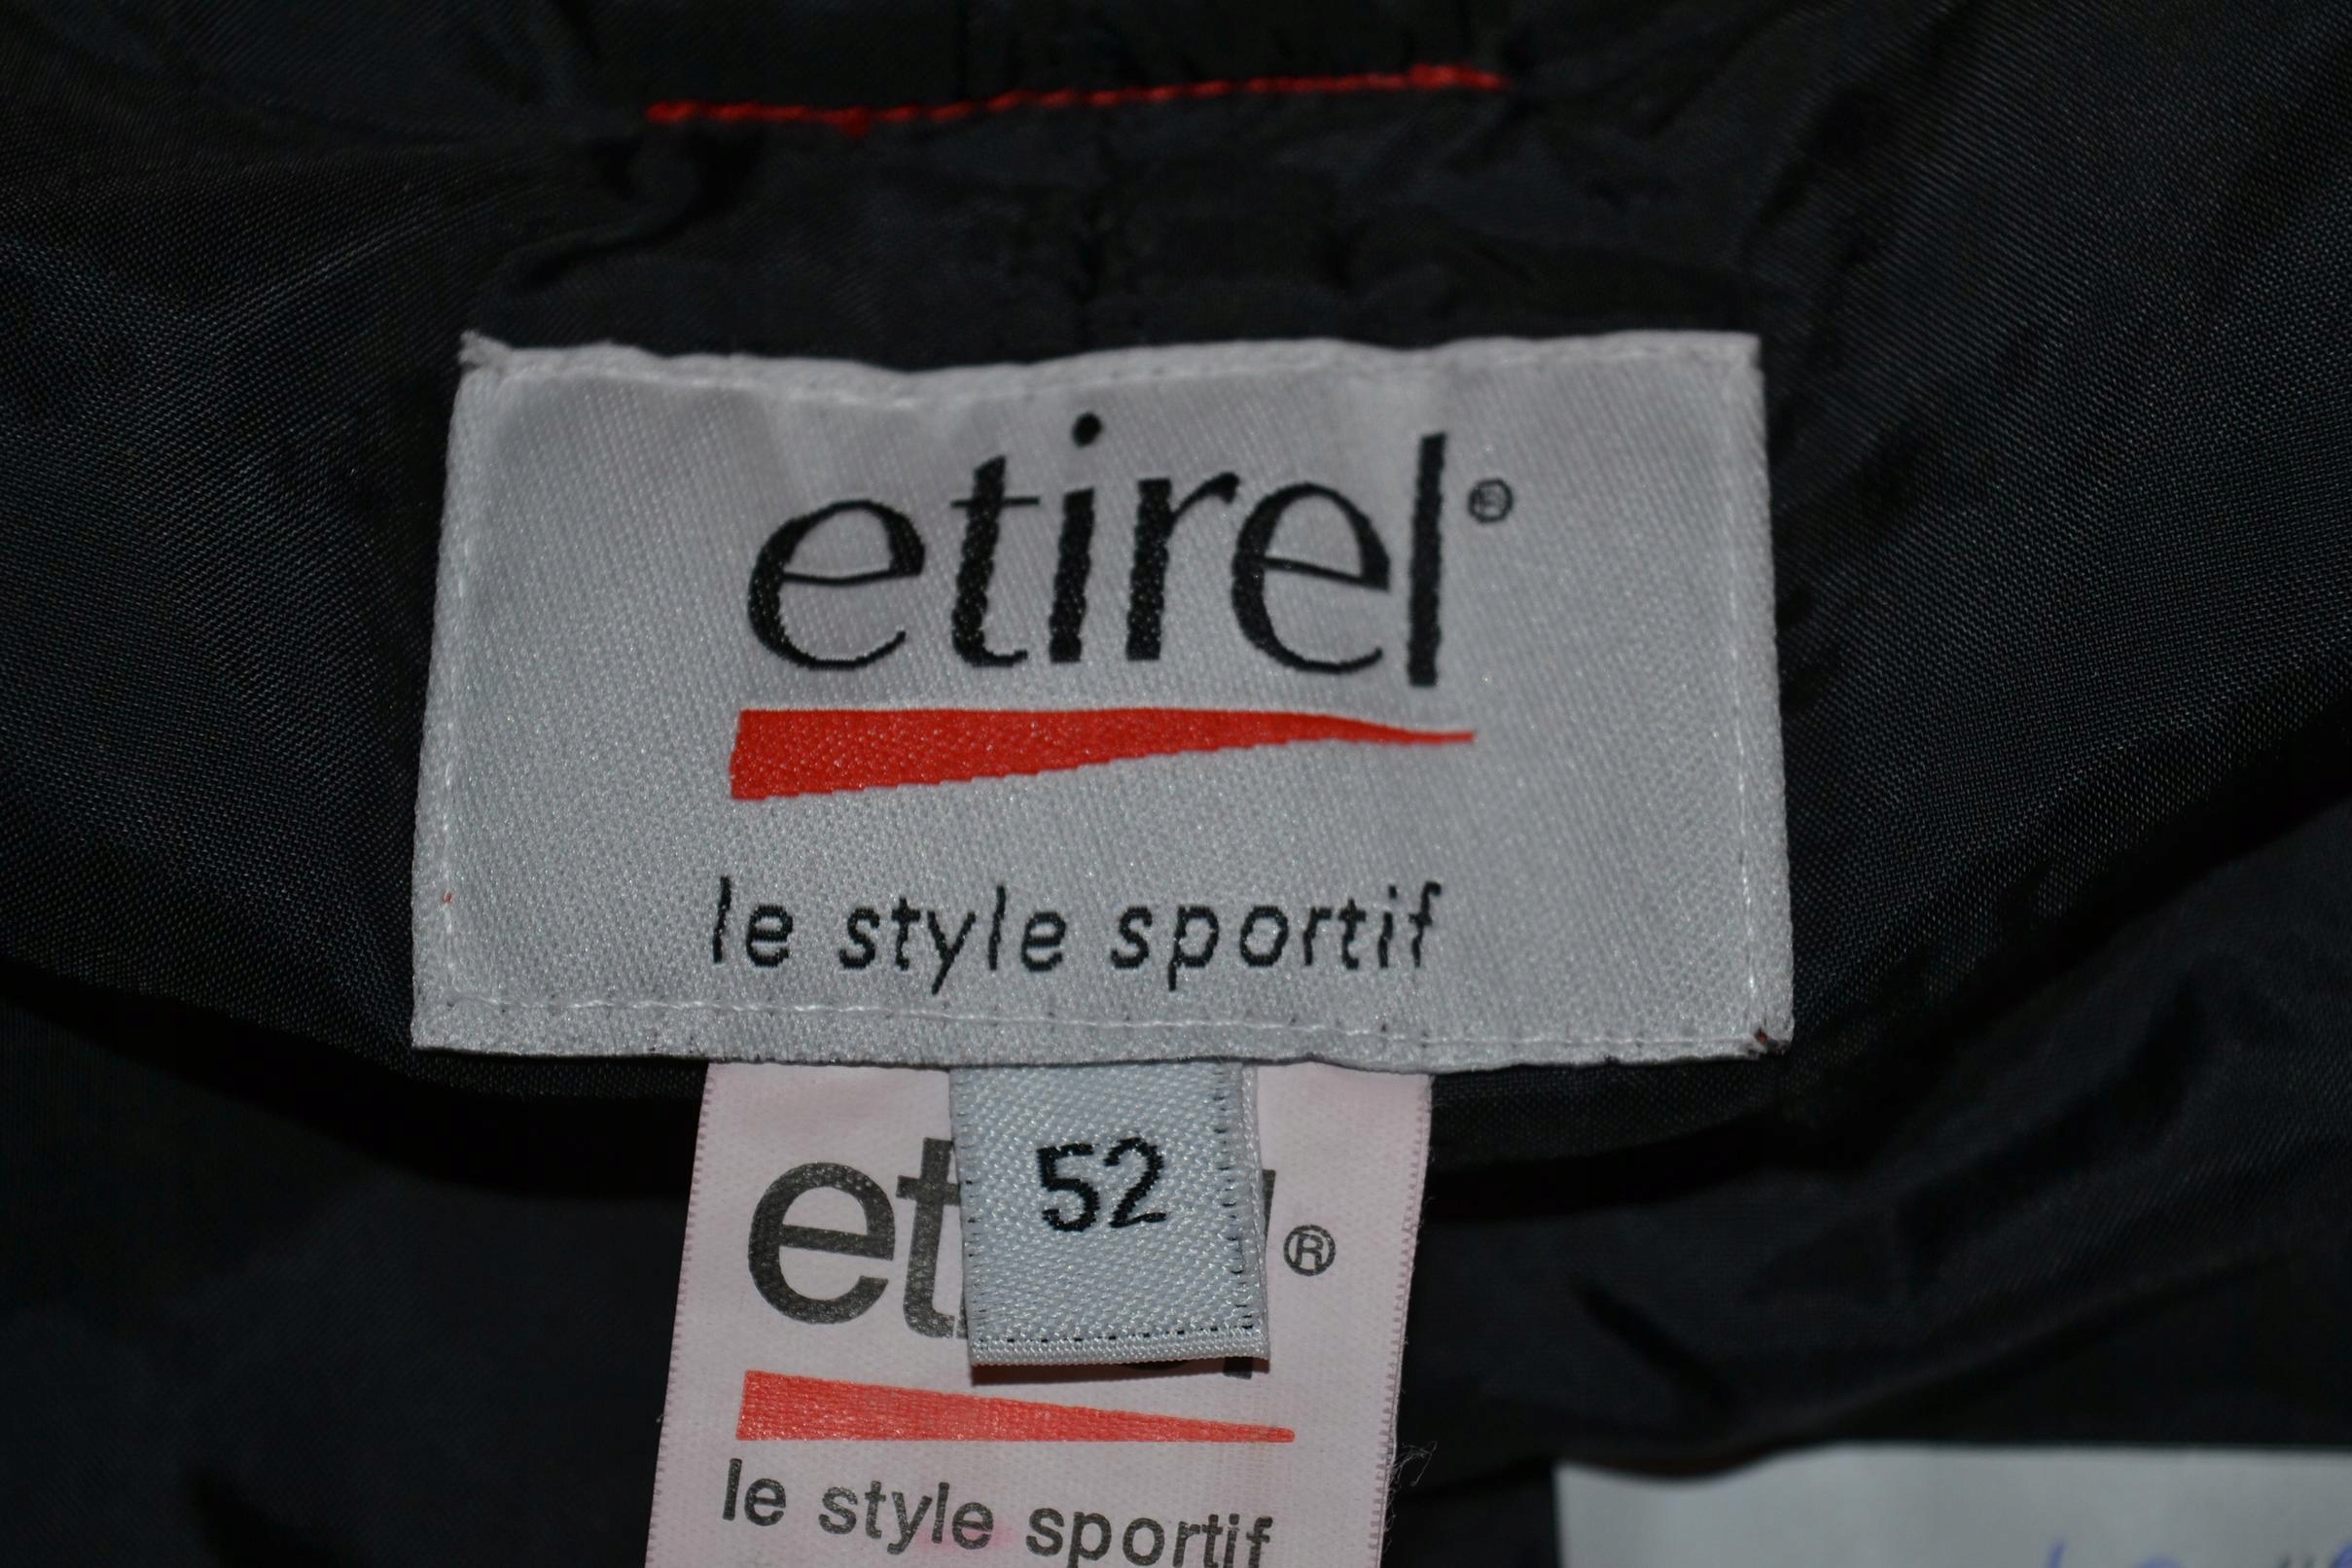 etirel®
le style sportif
52
et l®
le style sportif